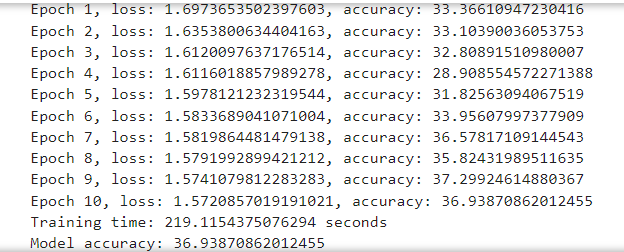 Epoch 1, loss: 1.6973653502397603, accuracy: 33.36610947230416
Epoch 2, loss: 1.6353800634404163, accuracy: 33.10390036053753
Epoch 3, loss: 1.6120097637176514, accuracy: 32.80891510980007
Epoch 4, loss: 1.6116018857989278, accuracy: 28.908554572271388
Epoch 5, loss: 1.5978121232319544, accuracy: 31.82563094067519
Epoch 6, loss: 1.5833689041071004, accuracy: 33.95607997377909
Epoch 7, loss: 1.5819864481479138, accuracy: 36.57817109144543
Epoch 8, loss: 1.5791992899421212, accuracy: 35.82431989511635
Epoch 9, loss: 1.5741079812283283, accuracy: 37.29924614880367
Epoch 10, loss: 1.5720857019191021, accuracy: 36.93870862012455
Training time: 219.1154375076294 seconds
Model accuracy: 36.93870862012455